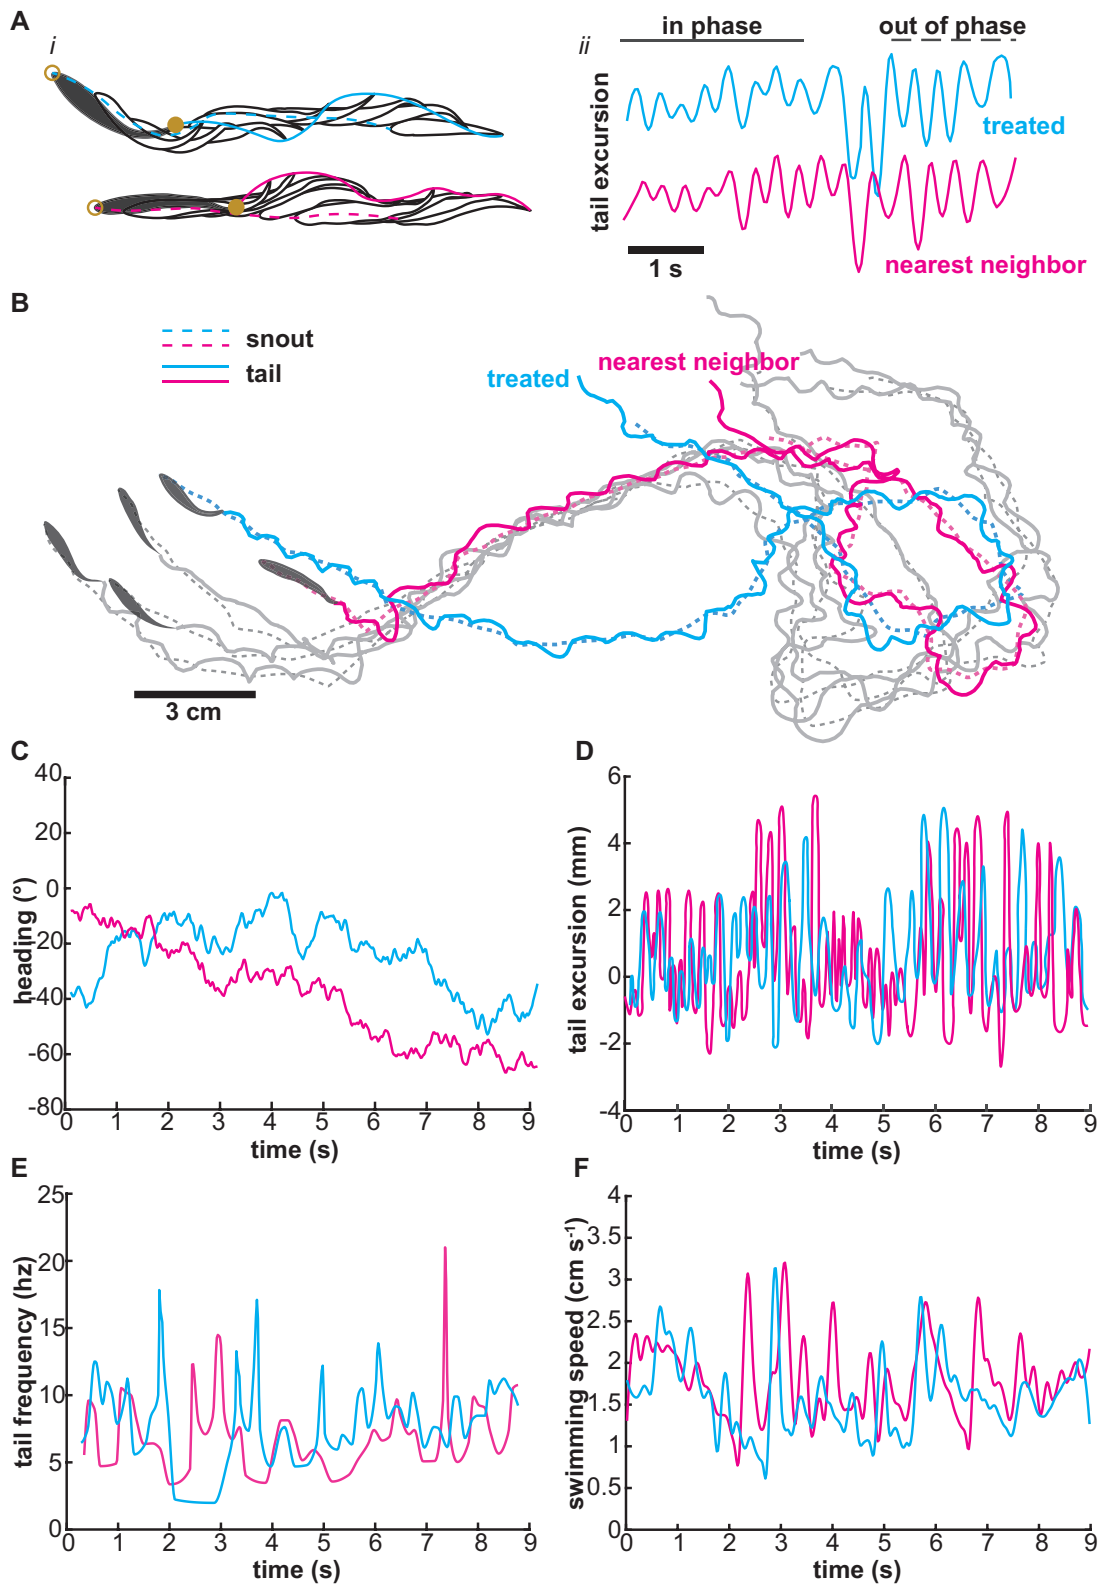 A
i
ii
in phase
out of phase
tail excursion
treated
nearest neighbor
1 s
B
snout
tail
treated
nearest neighbor
3 cm
C
40
20
0
-20
-40
-60
-80
heading (°)
0 1 2 3 4 5 6 7 8 9
time (s)
D
6
4
2
0
-2
-4
tail excursion (mm)
0 1 2 3 4 5 6 7 8 9
time (s)
E
25
20
15
10
5
0
tail frequency (hz)
0 1 2 3 4 5 6 7 8 9
time (s)
F
4
3.5
3
2.5
2
1.5
1
0.5
0
swimming speed (cm s⁻¹)
0 1 2 3 4 5 6 7 8 9
time (s)